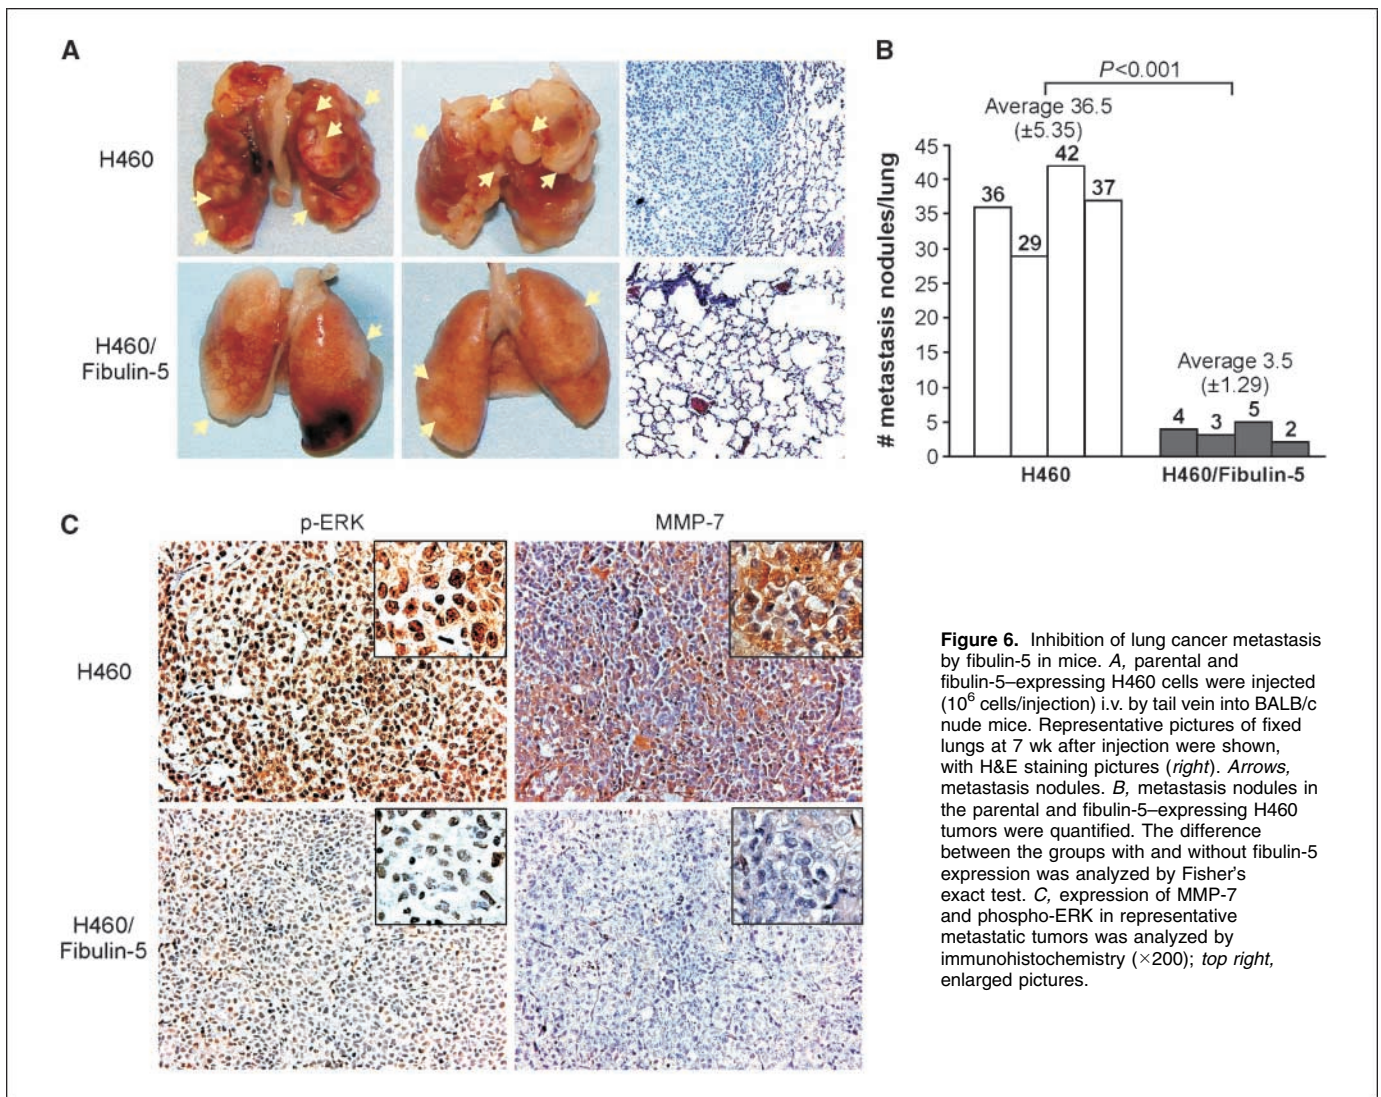 A
H460
H460/
Fibulin-5
B
P<0.001
Average 36.5
(±5.35)
# metastasis nodules/lung
45
40
35
30
25
20
15
10
5
0
36
29
42
37
Average 3.5
(±1.29)
4
3
5
2
H460
H460/Fibulin-5
C
p-ERK
MMP-7
H460
H460/
Fibulin-5
Figure 6. Inhibition of lung cancer metastasis
by fibulin-5 in mice. A, parental and
fibulin-5–expressing H460 cells were injected
(10⁶ cells/injection) i.v. by tail vein into BALB/c
nude mice. Representative pictures of fixed
lungs at 7 wk after injection were shown,
with H&E staining pictures (right). Arrows,
metastasis nodules. B, metastasis nodules in
the parental and fibulin-5–expressing H460
tumors were quantified. The difference
between the groups with and without fibulin-5
expression was analyzed by Fisher's
exact test. C, expression of MMP-7
and phospho-ERK in representative
metastatic tumors was analyzed by
immunohistochemistry (×200); top right,
enlarged pictures.